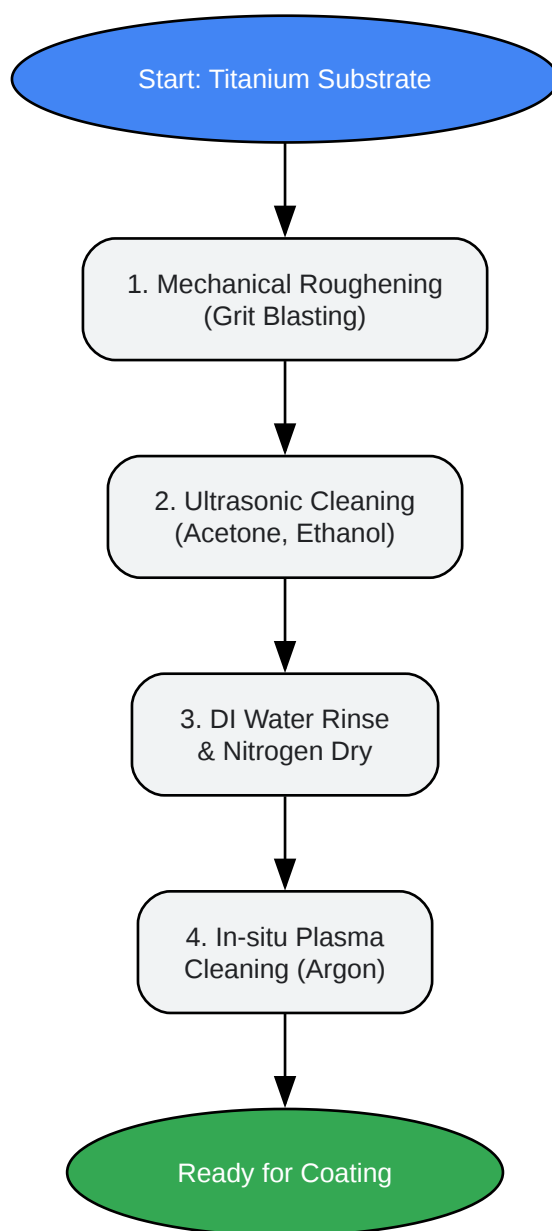 Start: Titanium Substrate
1. Mechanical Roughening
(Grit Blasting)
2. Ultrasonic Cleaning
(Acetone, Ethanol)
3. DI Water Rinse
& Nitrogen Dry
4. In-situ Plasma
Cleaning (Argon)
Ready for Coating